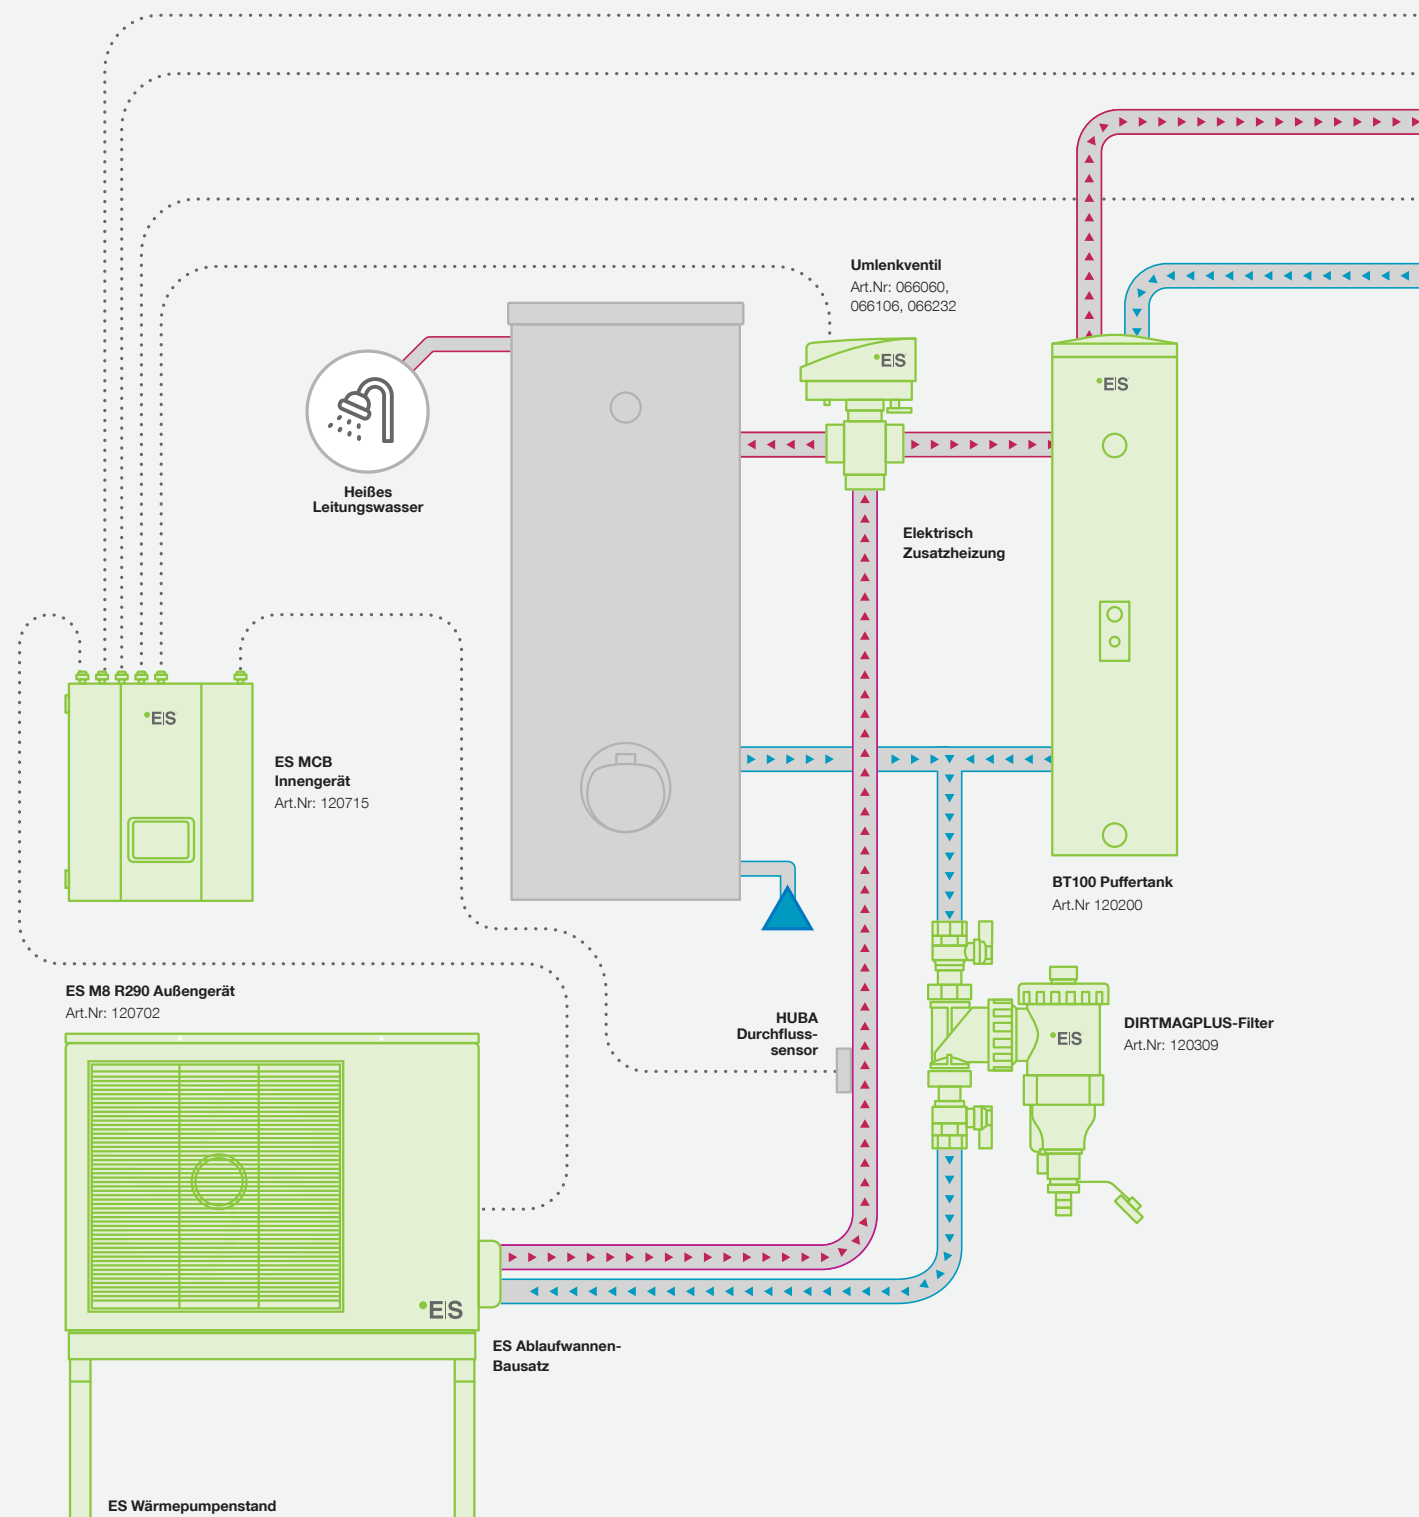 Umlenkventil
Art.Nr: 066060,
066106, 066232
E|S
E|S
Heißes
Leitungswasser
Elektrisch
Zusatzheizung
E|S
ES MCB
Innengerät
Art.Nr: 120715
BT100 Puffertank
Art.Nr 120200
ES M8 R290 Außengerät
Art.Nr: 120702
HUBA
Durchfluss-
sensor
E|S
DIRTMAGPLUS-Filter
Art.Nr: 120309
E|S
ES Ablaufwannen-
Bausatz
ES Wärmepumpenstand